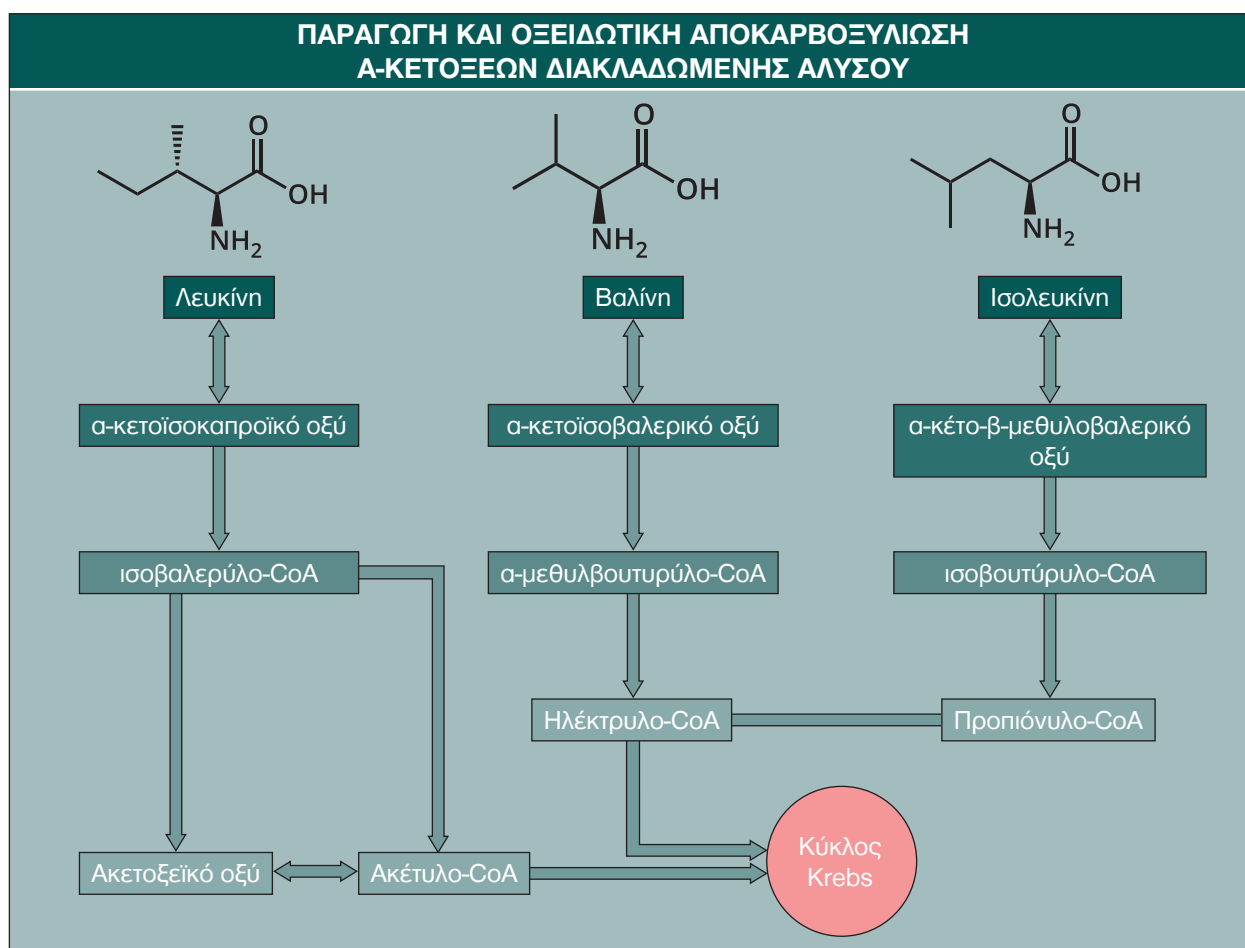 ΠΑΡΑΓΩΓΗ ΚΑΙ ΟΞΕΙΔΩΤΙΚΗ ΑΠΟΚΑΡΒΟΞΥΛΙΩΣΗ
Α-ΚΕΤΟΞΕΩΝ ΔΙΑΚΛΑΔΩΜΕΝΗΣ ΑΛΥΣΟΥ
O
OH
NH2
O
OH
NH2
O
OH
NH2
Λευκίνη
Βαλίνη
Ισολευκίνη
α-κετοϊσοκαπροϊκό οξύ
α-κετοϊσοβαλερικό οξύ
α-κέτο-β-μεθυλοβαλερικό
οξύ
ισοβαλερύλο-CoA
α-μεθυλβουτυρύλο-CoA
ισοβουτύρυλο-CoA
Ηλέκτρυλο-CoA
Προπιόνυλο-CoA
Ακετοξεϊκό οξύ
Ακέτυλο-CoA
Κύκλος
Krebs